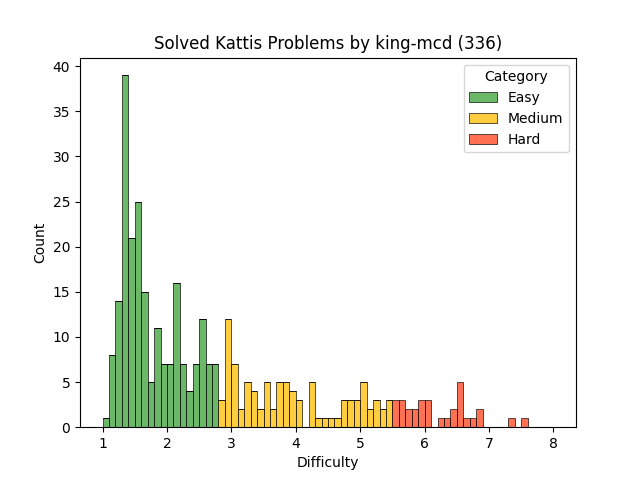 Solved Kattis Problems by king-mcd (336)
Category
Easy
Medium
Hard
Count
40
35
30
25
20
15
10
5
0
1 2 3 4 5 6 7 8
Difficulty